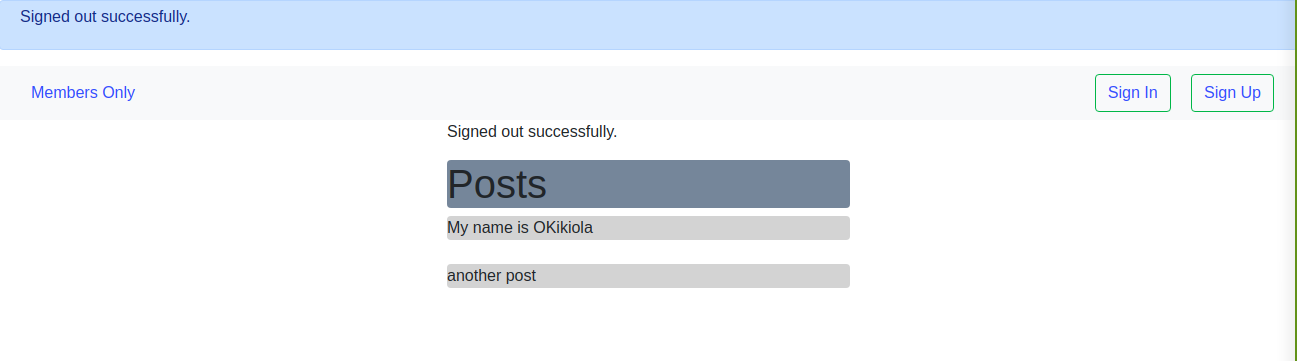 Signed out successfully.
Members Only
Sign In
Sign Up
Signed out successfully.
Posts
My name is OKikiola
another post